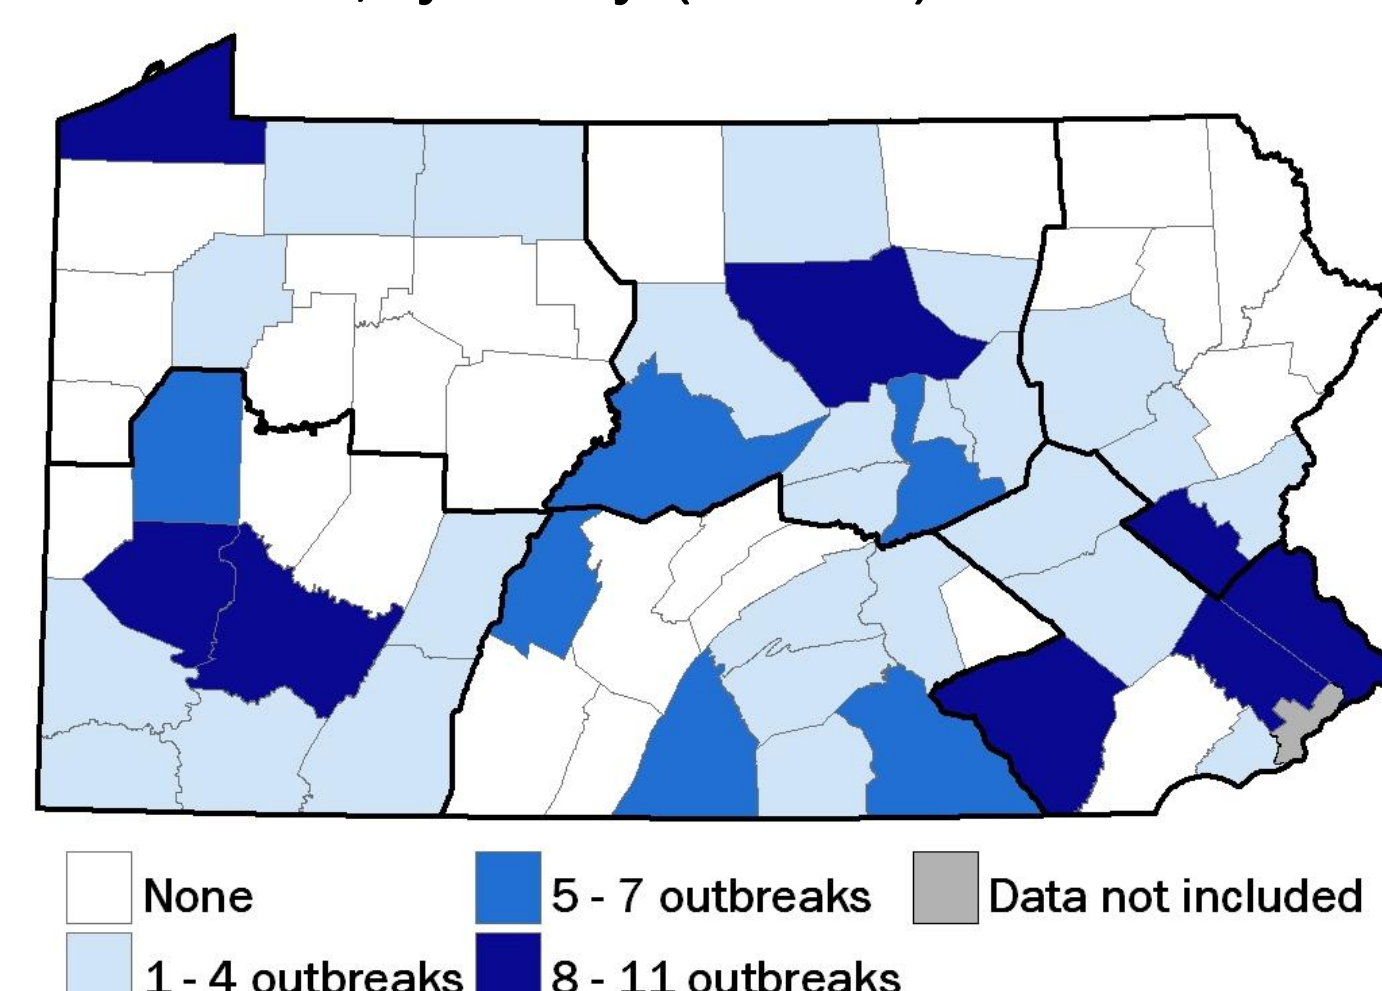 None
5 - 7 outbreaks
Data not included
1 - 4 outbreaks
8 - 11 outbreaks